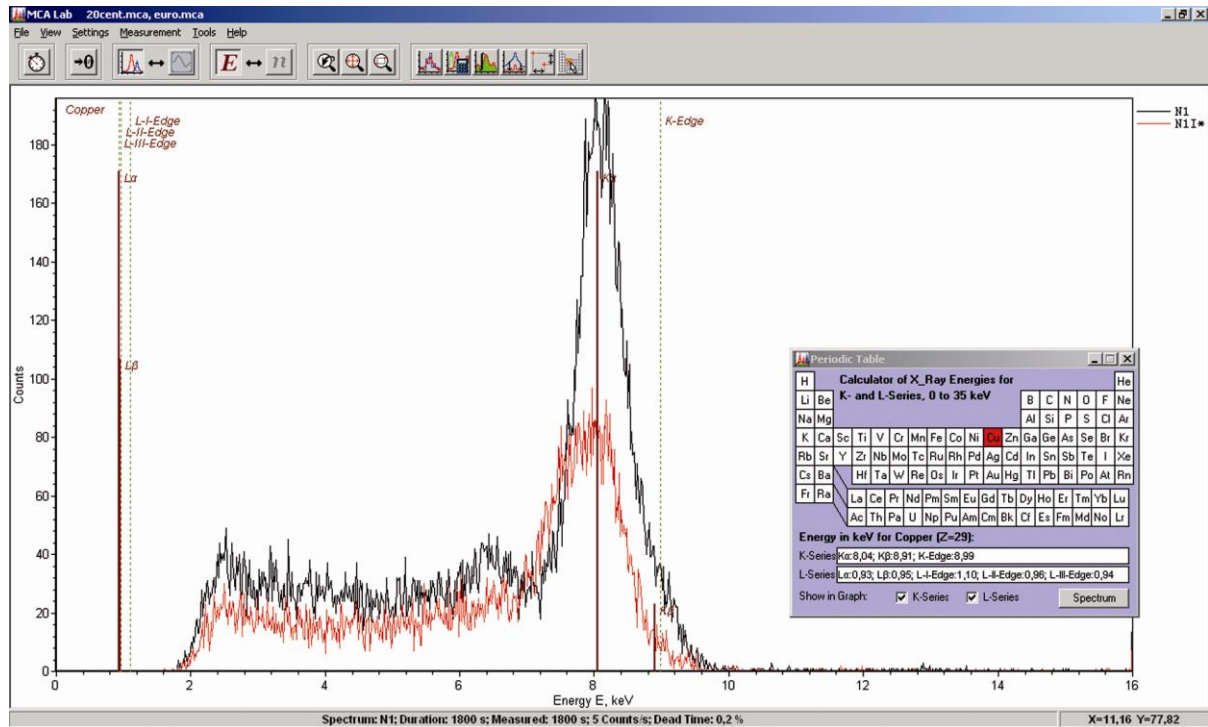 MCA Lab 20cent.mca, euro.mca
File View Settings Measurement Tools Help
→0 E ↔ n
Copper
L-I-Edge
L-II-Edge
L-III-Edge
K-Edge
N1
N1I*
Lα
Kα
Lβ
180
160
140
120
100
80
60
40
20
0
Counts
0 2 4 6 8 10 12 14 16
Energy E, keV
Periodic Table
Calculator of X_Ray Energies for
K- and L-Series, 0 to 35 keV
H He
Li Be B C N O F Ne
Na Mg Al Si P S Cl Ar
K Ca Sc Ti V Cr Mn Fe Co Ni Cu Zn Ga Ge As Se Br Kr
Rb Sr Y Zr Nb Mo Tc Ru Rh Pd Ag Cd In Sn Sb Te I Xe
Cs Ba Hf Ta W Re Os Ir Pt Au Hg Tl Pb Bi Po At Rn
Fr Ra
La Ce Pr Nd Pm Sm Eu Gd Tb Dy Ho Er Tm Yb Lu
Ac Th Pa U Np Pu Am Cm Bk Cf Es Fm Md No Lr
Energy in keV for Copper (Z=29):
K-Series Kα:8,04; Kβ:8,91; K-Edge:8,99
L-Series Lα:0,93; Lβ:0,95; L-I-Edge:1,10; L-II-Edge:0,96; L-III-Edge:0,94
Show in Graph: K-Series L-Series Spectrum
Spectrum: N1; Duration: 1800 s; Measured: 1800 s; 5 Counts/s; Dead Time: 0,2 %
X=11,16 Y=77,82